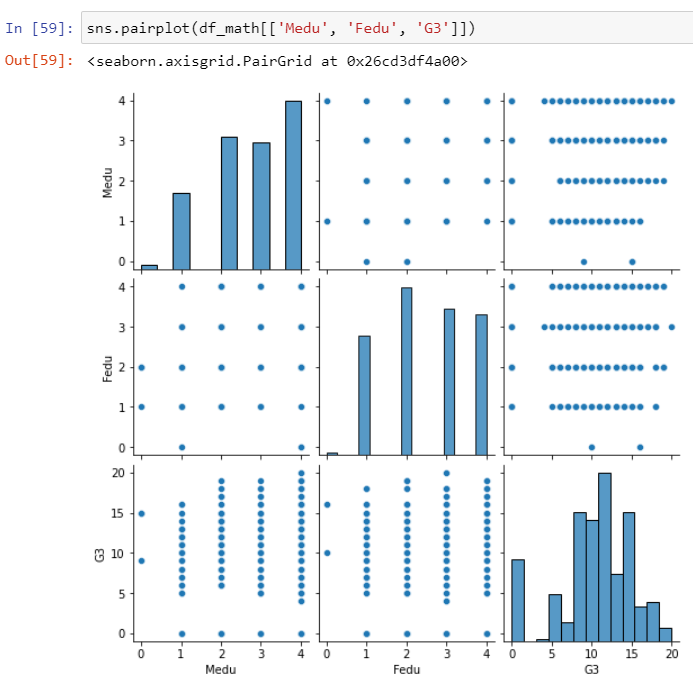 In [59]: sns.pairplot(df_math[['Medu', 'Fedu', 'G3']])
Out[59]: <seaborn.axisgrid.PairGrid at 0x26cd3df4a00>
4
3
Medu
2
1
0
4
3
Fedu
2
1
0
20
15
G3
10
5
0
0 1 2 3 4 0 1 2 3 4 0 5 10 15 20
Medu Fedu G3